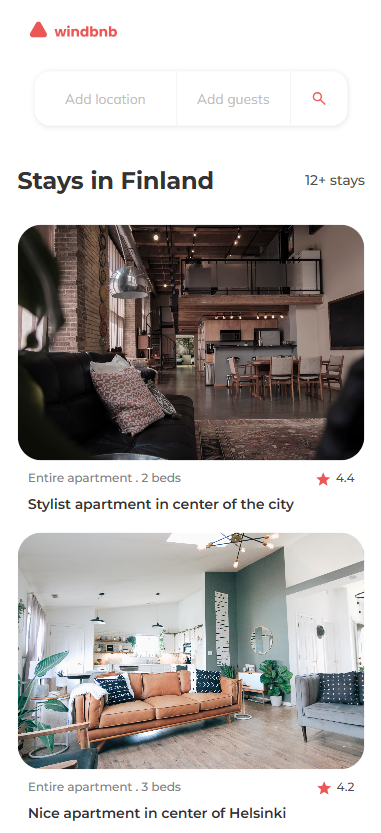 windbnb
Add location
Add guests
Stays in Finland
12+ stays
Entire apartment . 2 beds
4.4
Stylist apartment in center of the city
Entire apartment . 3 beds
4.2
Nice apartment in center of Helsinki